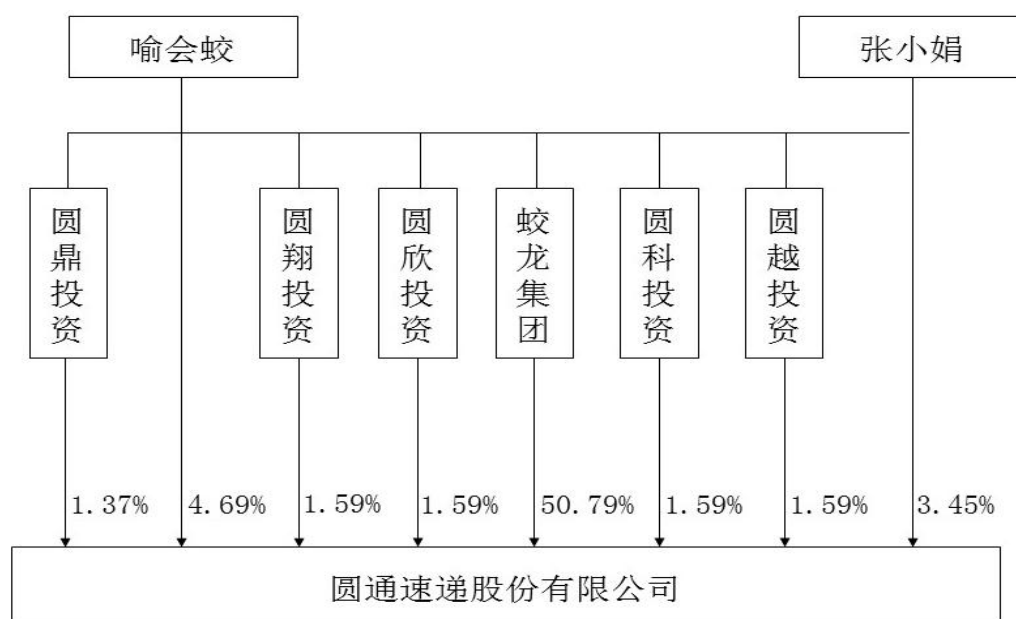 喻会蛟
张小娟
圆鼎投资
圆翔投资
圆欣投资
蛟龙集团
圆科投资
圆越投资
1.37%
4.69%
1.59%
1.59%
50.79%
1.59%
1.59%
3.45%
圆通速递股份有限公司